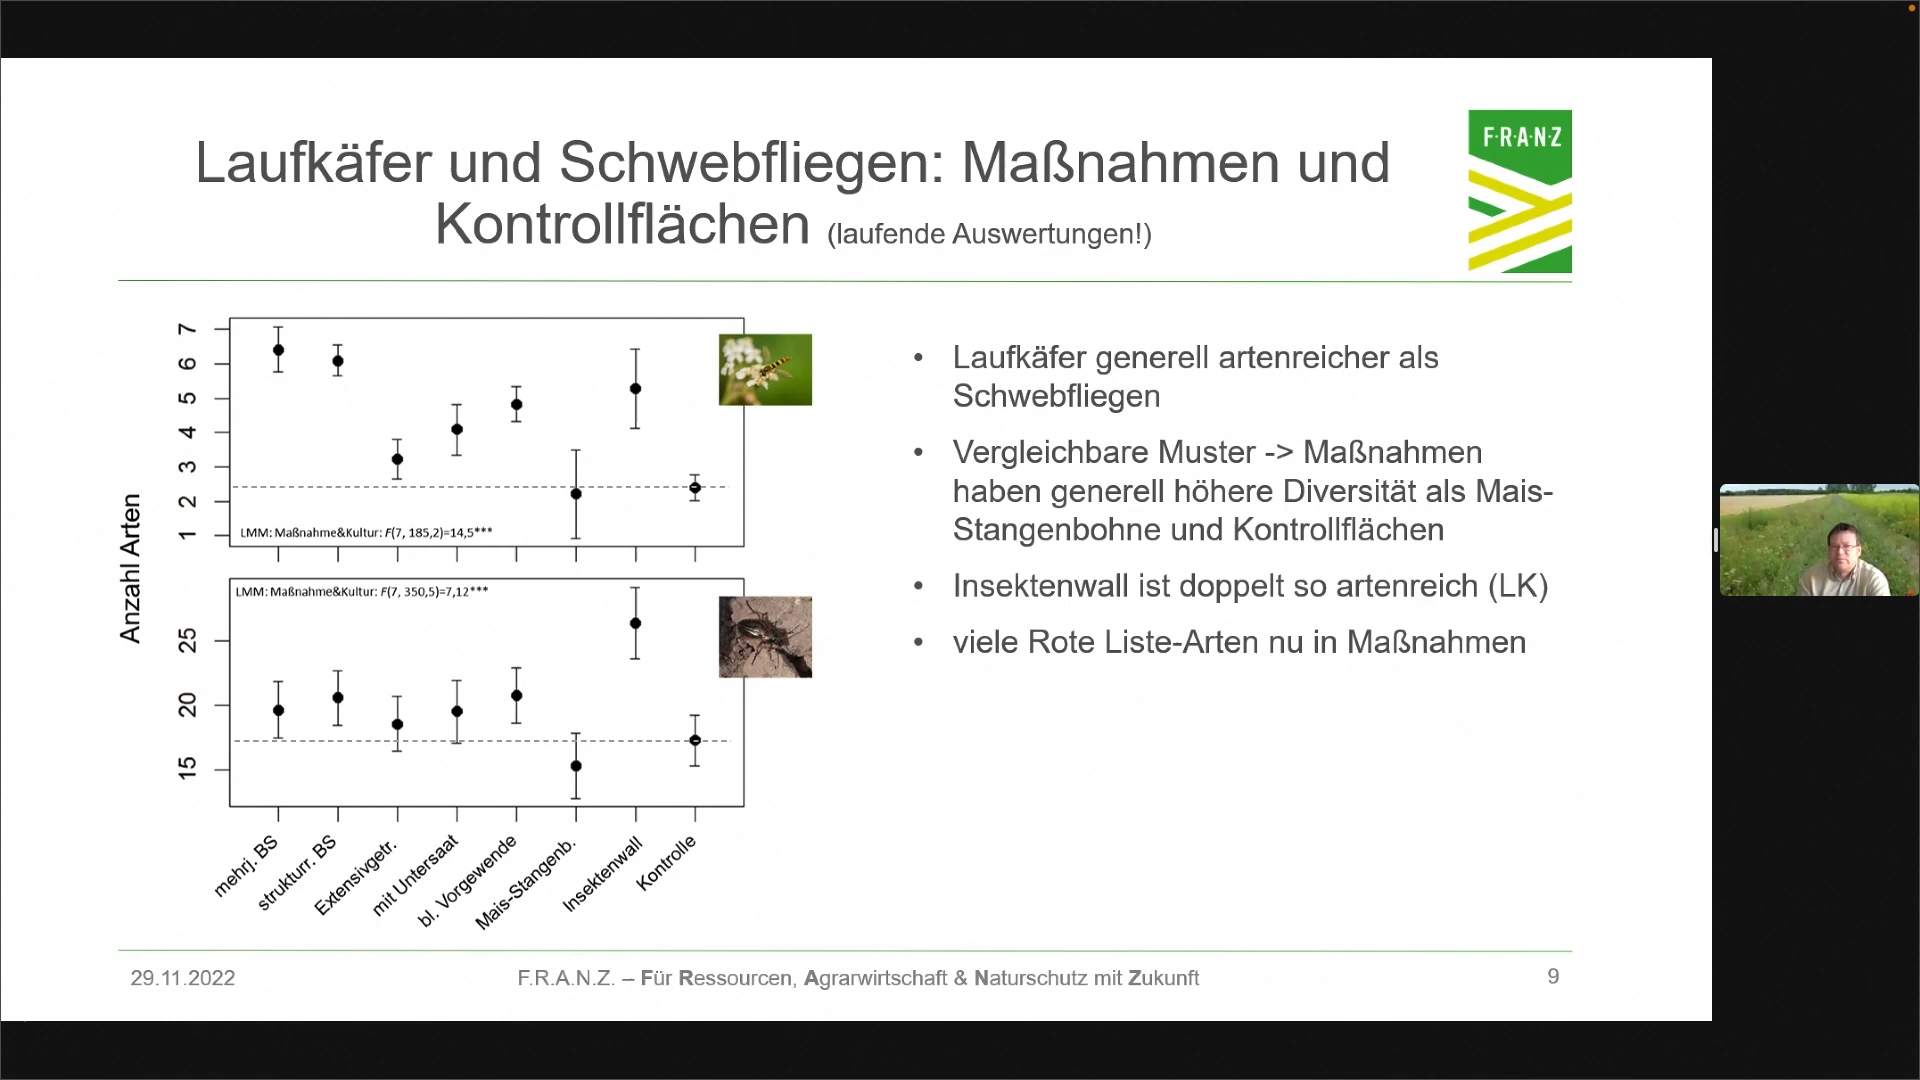 F·R·A·N·Z
Laufkäfer und Schwebfliegen: Maßnahmen und
Kontrollflächen (laufende Auswertungen!)
Anzahl Arten
7
6
5
4
3
2
1
LMM: Maßnahme&Kultur: F(7, 185,2)=14,5***
LMM: Maßnahme&Kultur: F(7, 350,5)=7,12***
25
20
15
mehrj. BS
strukturr. BS
Extensivgetr.
mit Untersaat
bl. Vorgewende
Mais-Stangenb.
Insektenwall
Kontrolle
• Laufkäfer generell artenreicher als
Schwebfliegen
• Vergleichbare Muster -> Maßnahmen
haben generell höhere Diversität als Mais-
Stangenbohne und Kontrollflächen
• Insektenwall ist doppelt so artenreich (LK)
• viele Rote Liste-Arten nu in Maßnahmen
29.11.2022
F.R.A.N.Z. – Für Ressourcen, Agrarwirtschaft & Naturschutz mit Zukunft
9